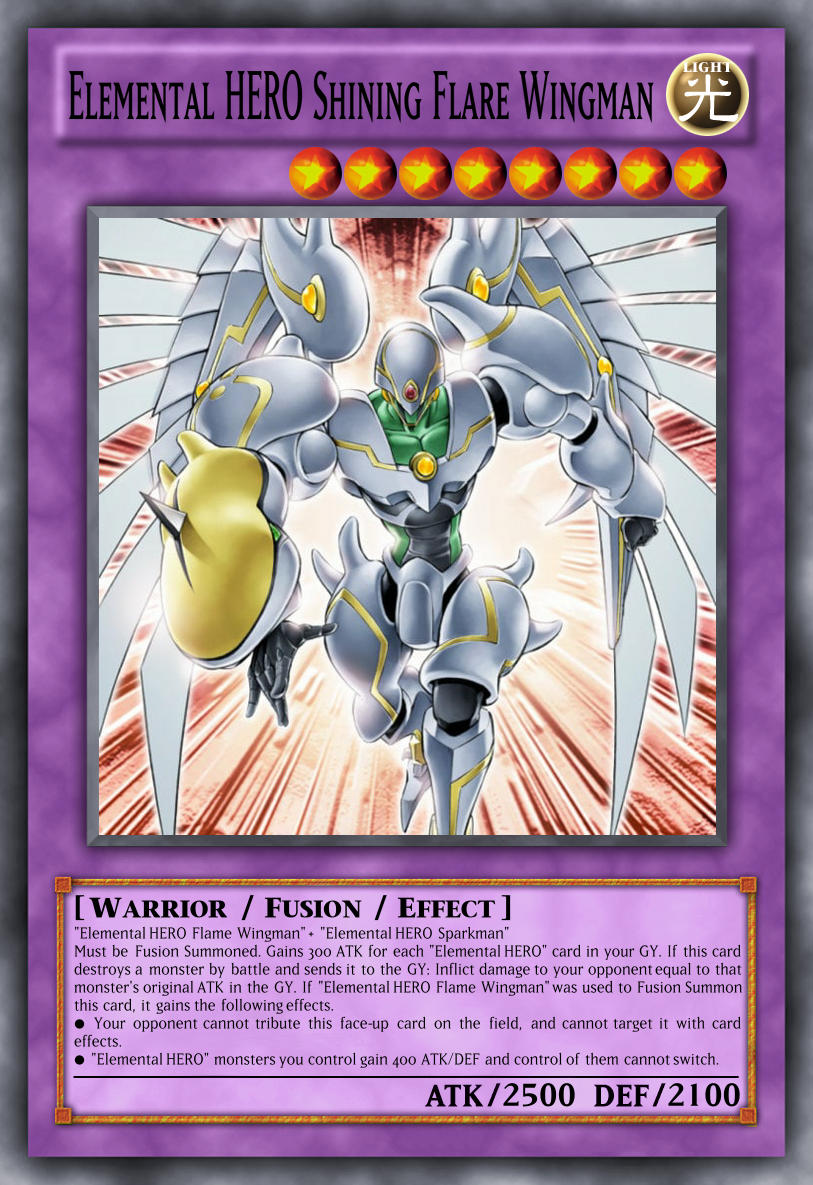 Elemental HERO Shining Flare Wingman
LIGHT
光
[ Warrior / Fusion / Effect ]
"Elemental HERO Flame Wingman" + "Elemental HERO Sparkman"
Must be Fusion Summoned. Gains 300 ATK for each "Elemental HERO" card in your GY. If this card
destroys a monster by battle and sends it to the GY: Inflict damage to your opponent equal to that
monster's original ATK in the GY. If "Elemental HERO Flame Wingman" was used to Fusion Summon
this card, it gains the following effects.
● Your opponent cannot tribute this face-up card on the field, and cannot target it with card
effects.
● "Elemental HERO" monsters you control gain 400 ATK/DEF and control of them cannot switch.
ATK/2500 DEF/2100